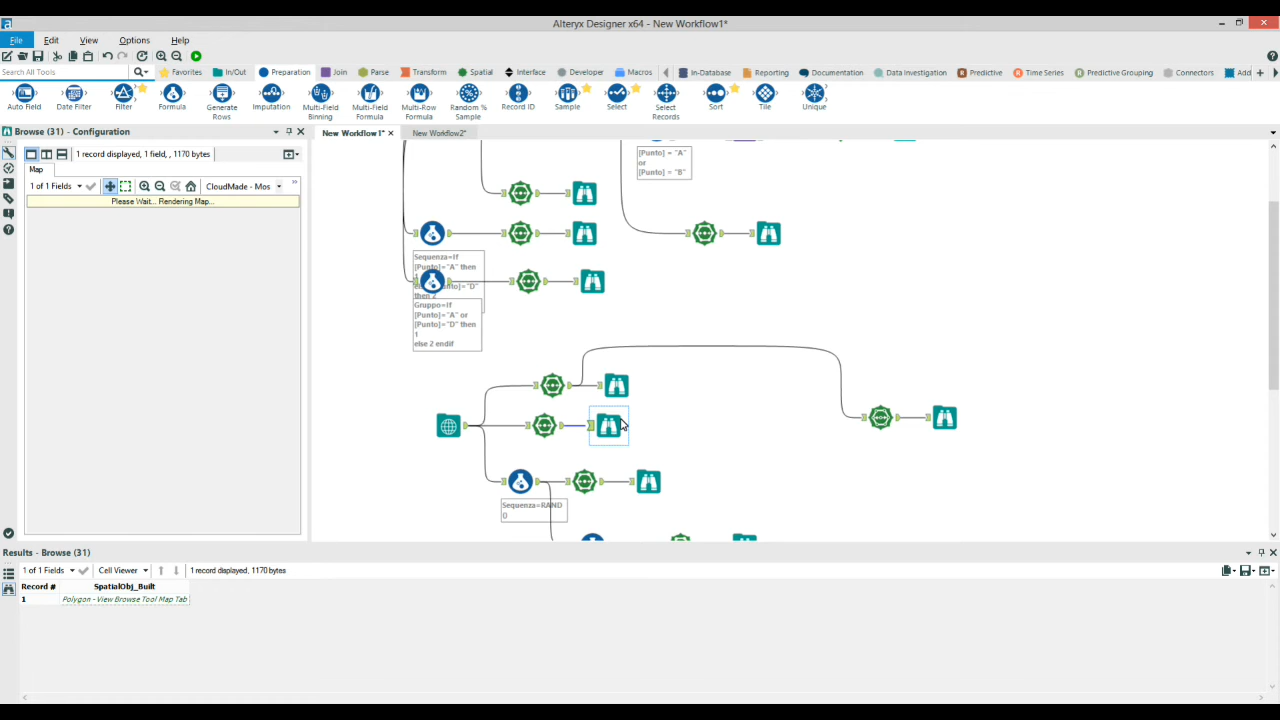 Alteryx Designer x64 - New Workflow1*
File Edit View Options Help
Search All Tools Favorites In/Out Preparation Join Parse Transform Spatial Interface Developer Macros In-Database Reporting Documentation Data Investigation Predictive Time Series Predictive Grouping Connectors Add
Auto Field Date Filter Filter Formula Generate Rows Imputation Multi-Field Binning Multi-Field Formula Multi-Row Formula Random % Sample Record ID Sample Select Select Records Sort Tile Unique
Browse (31) - Configuration
New Workflow1* New Workflow2*
1 record displayed, 1 field, , 1170 bytes
Map
1 of 1 Fields CloudMade - Mos
Please Wait... Rendering Map...
[Punto] = "A"
or
[Punto] = "B"
Sequenza=If
[Punto]="A" then
1
="D"
then 2
Gruppo=If
[Punto]="A" or
[Punto]="D" then
1
else 2 endif
Sequenza=RAND
()
Results - Browse (31)
1 of 1 Fields Cell Viewer 1 record displayed, 1170 bytes
Record # SpatialObj_Built
1 Polygon - View Browse Tool Map Tab